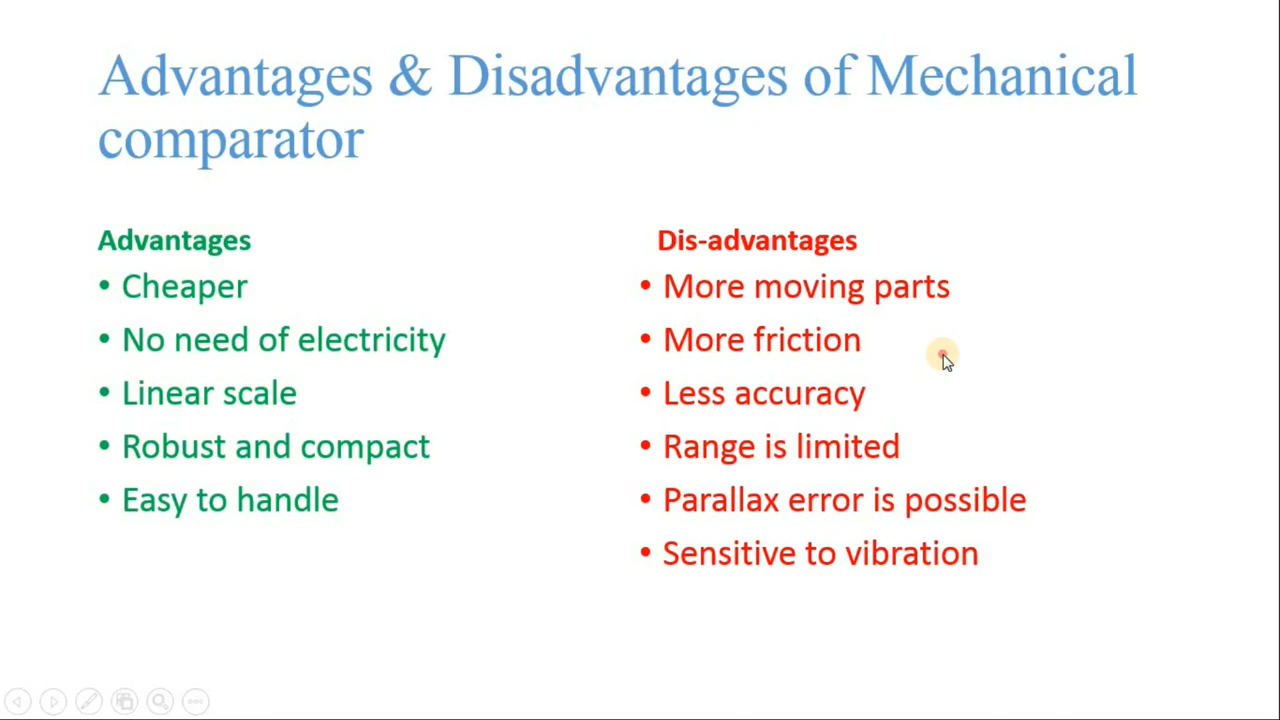 Advantages & Disadvantages of Mechanical
comparator
Advantages
• Cheaper
• No need of electricity
• Linear scale
• Robust and compact
• Easy to handle
Dis-advantages
• More moving parts
• More friction
• Less accuracy
• Range is limited
• Parallax error is possible
• Sensitive to vibration